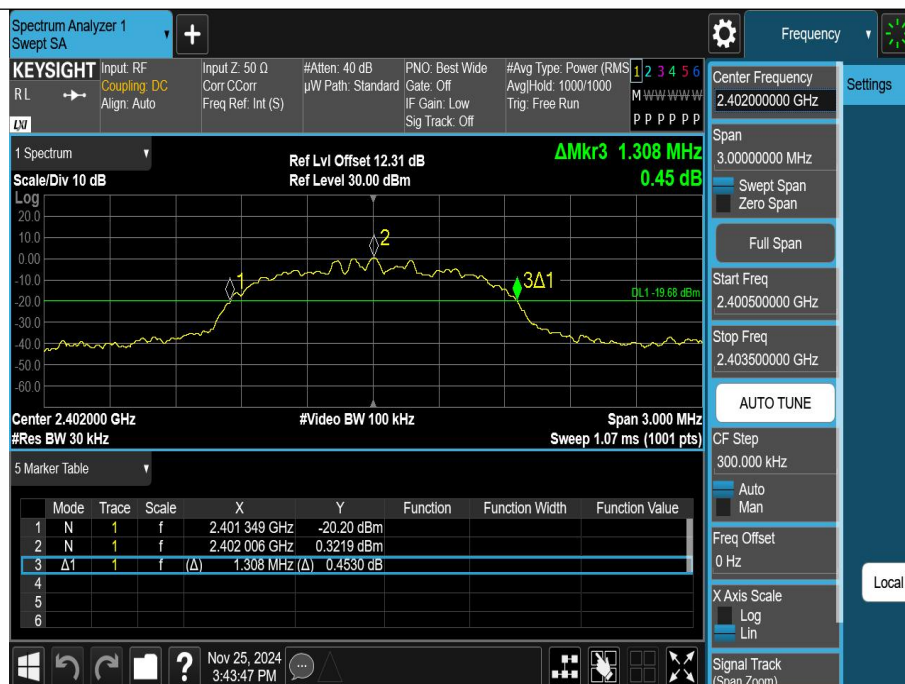 Spectrum Analyzer 1
Swept SA
+
Frequency
KEYSIGHT
RL
LXI
Input: RF
Coupling: DC
Align: Auto
Input Z: 50 Ω
Corr CCorr
Freq Ref: Int (S)
#Atten: 40 dB
µW Path: Standard
PNO: Best Wide
Gate: Off
IF Gain: Low
Sig Track: Off
#Avg Type: Power (RMS
Avg|Hold: 1000/1000
Trig: Free Run
1 2 3 4 5 6
M W W W W W
P P P P P P
1 Spectrum
Scale/Div 10 dB
Ref Lvl Offset 12.31 dB
Ref Level 30.00 dBm
ΔMkr3 1.308 MHz
0.45 dB
Log
20.0
10.0
0.00
-10.0
-20.0
-30.0
-40.0
-50.0
-60.0
1
2
3Δ1
DL1 -19.68 dBm
Center 2.402000 GHz
#Res BW 30 kHz
#Video BW 100 kHz
Span 3.000 MHz
Sweep 1.07 ms (1001 pts)
5 Marker Table
Mode Trace Scale X Y Function Function Width Function Value
1 N 1 f 2.401 349 GHz -20.20 dBm
2 N 1 f 2.402 006 GHz 0.3219 dBm
3 Δ1 1 f (Δ) 1.308 MHz (Δ) 0.4530 dB
4
5
6
?
Nov 25, 2024
3:43:47 PM
Center Frequency
2.402000000 GHz
Span
3.00000000 MHz
Swept Span
Zero Span
Full Span
Start Freq
2.400500000 GHz
Stop Freq
2.403500000 GHz
AUTO TUNE
CF Step
300.000 kHz
Auto
Man
Freq Offset
0 Hz
X Axis Scale
Log
Lin
Signal Track
(Span Zoom)
Settings
Local